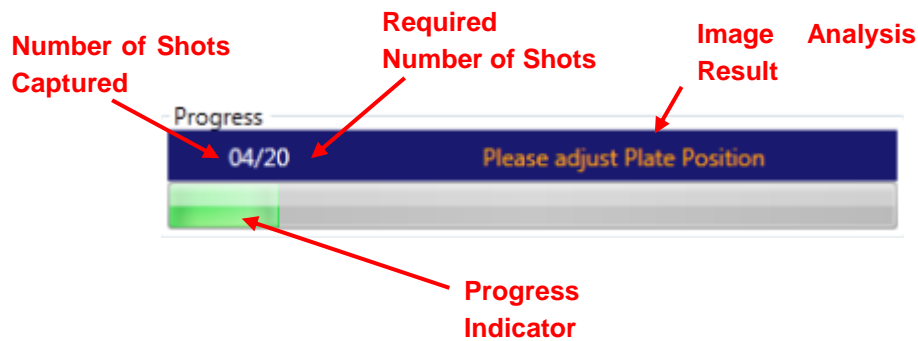 Number of Shots
Captured
Required
Number of Shots
Image Analysis
Result
Progress
04/20
Please adjust Plate Position
Progress
Indicator